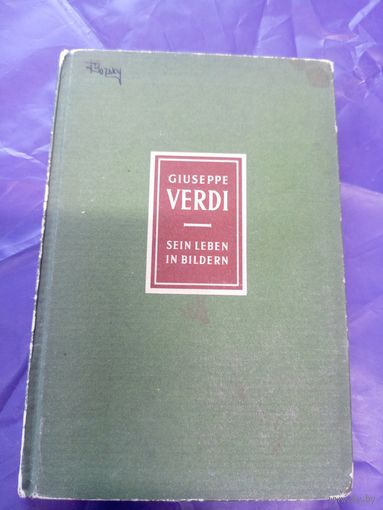 GIUSEPPE
VERDI
SEIN LEBEN
IN BILDERN